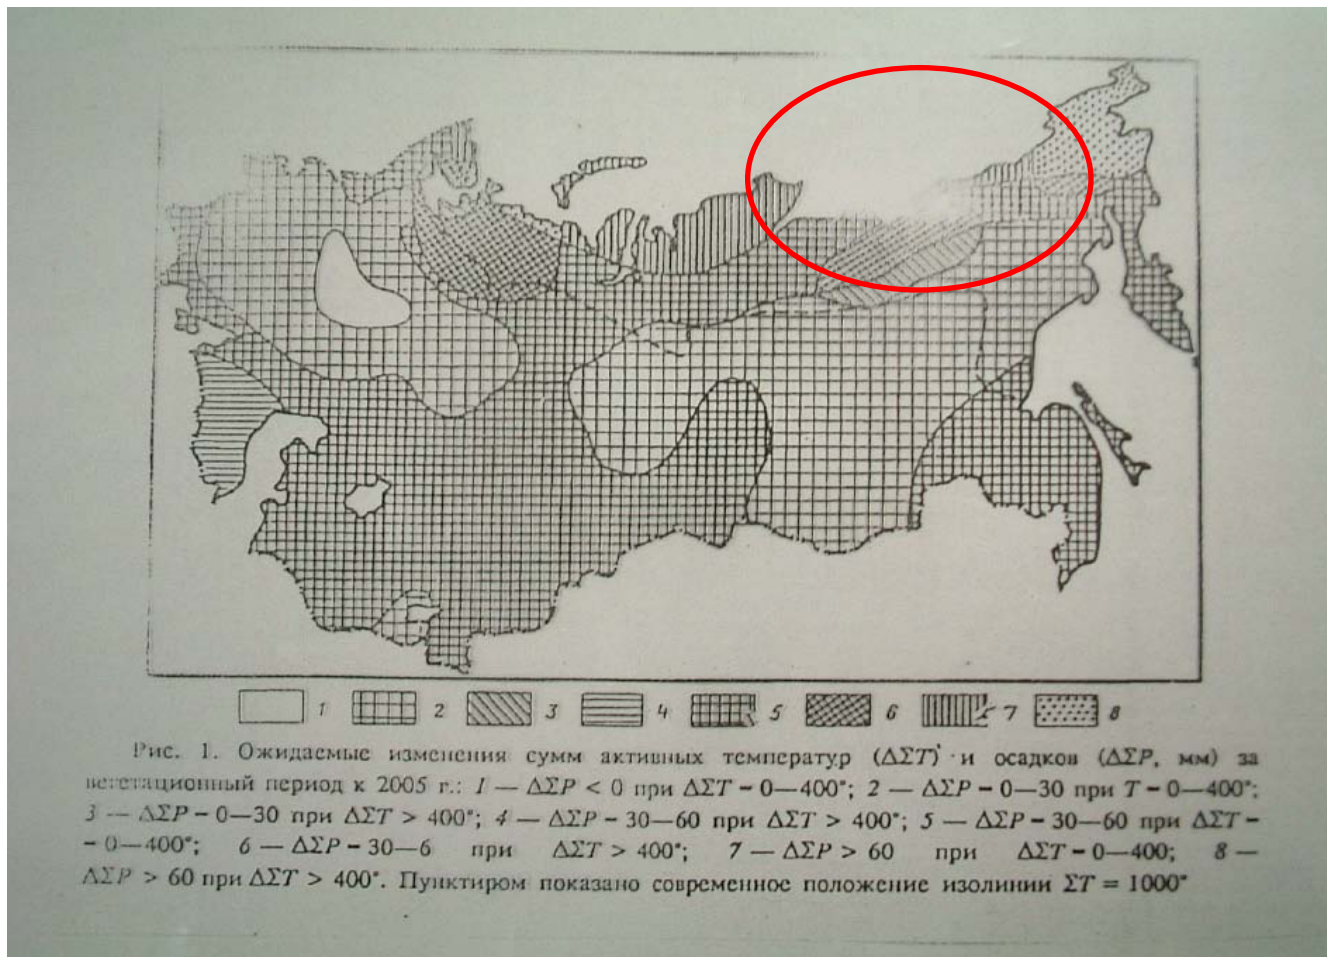 1 2 3 4 5 6 7 8
Рис. 1. Ожидаемые изменения сумм активных температур (ΔΣT) и осадков (ΔΣP, мм) за
вегетационный период к 2005 г.: 1 — ΔΣP < 0 при ΔΣT – 0—400°; 2 — ΔΣP – 0—30 при T – 0—400°;
3 — ΔΣP – 0—30 при ΔΣT > 400°; 4 — ΔΣP – 30—60 при ΔΣT > 400°; 5 — ΔΣP – 30—60 при ΔΣT –
– 0—400°; 6 — ΔΣP – 30—6 при ΔΣT > 400°; 7 — ΔΣP > 60 при ΔΣT – 0—400; 8 —
ΔΣP > 60 при ΔΣT > 400°. Пунктиром показано современное положение изолинии ΣT = 1000°